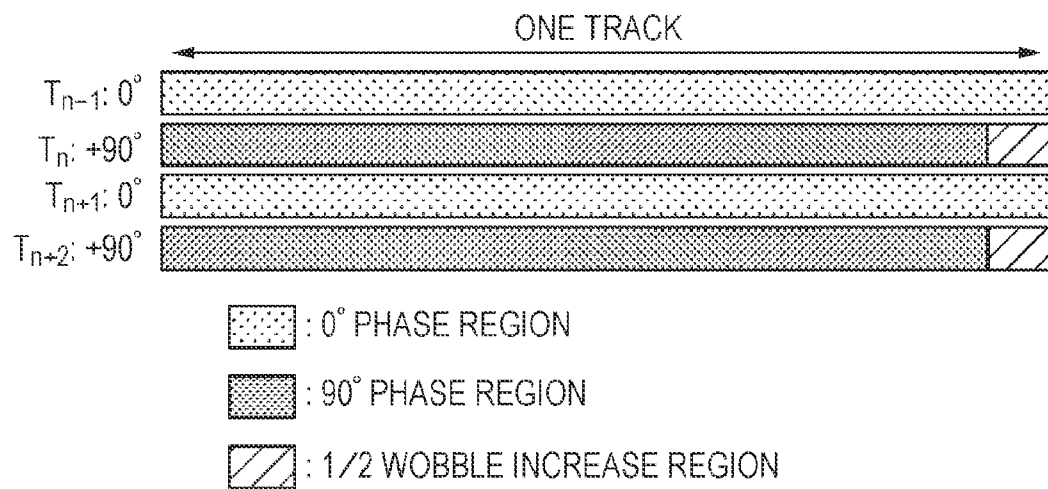 ONE TRACK
Tn-1: 0°
Tn: +90°
Tn+1: 0°
Tn+2: +90°
: 0° PHASE REGION
: 90° PHASE REGION
: 1/2 WOBBLE INCREASE REGION